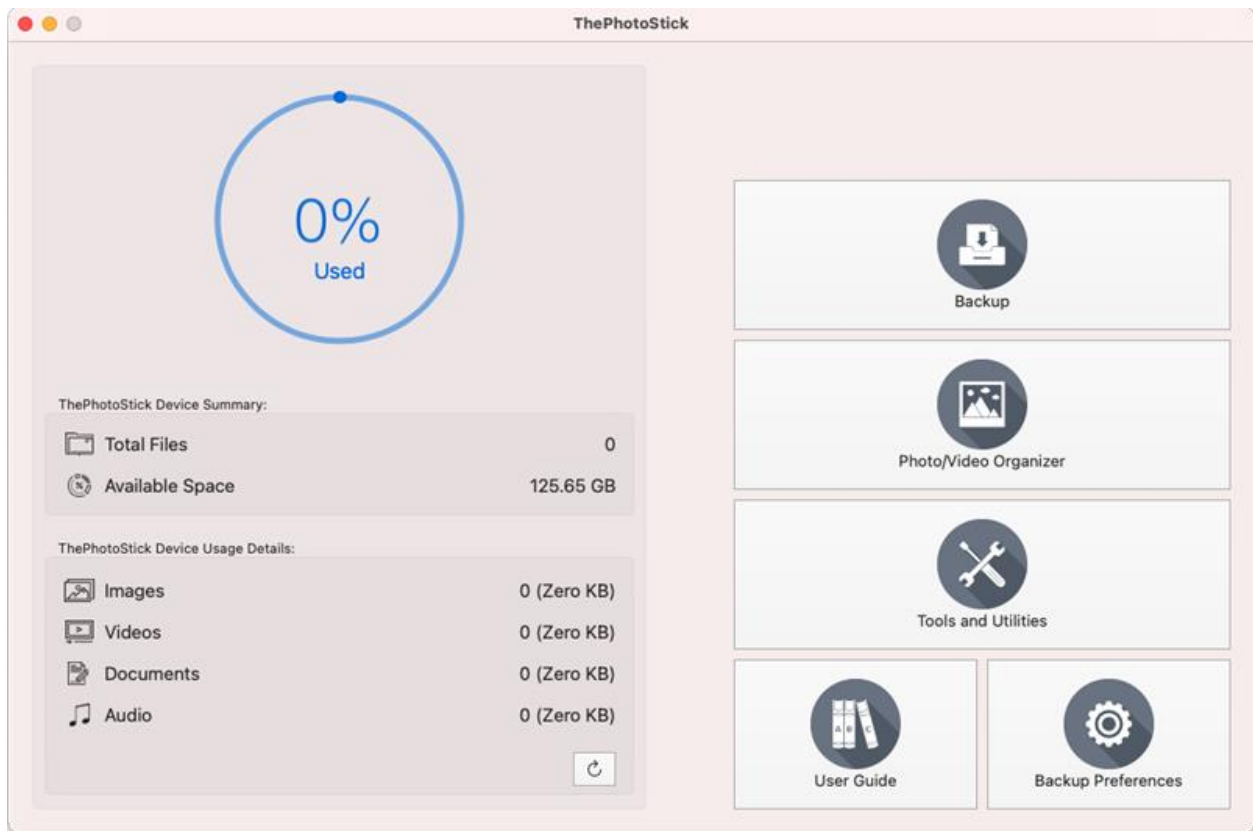 ThePhotoStick
0%
Used
ThePhotoStick Device Summary:
Total Files 0
Available Space 125.65 GB
ThePhotoStick Device Usage Details:
Images 0 (Zero KB)
Videos 0 (Zero KB)
Documents 0 (Zero KB)
Audio 0 (Zero KB)
Backup
Photo/Video Organizer
Tools and Utilities
A B C
User Guide
Backup Preferences